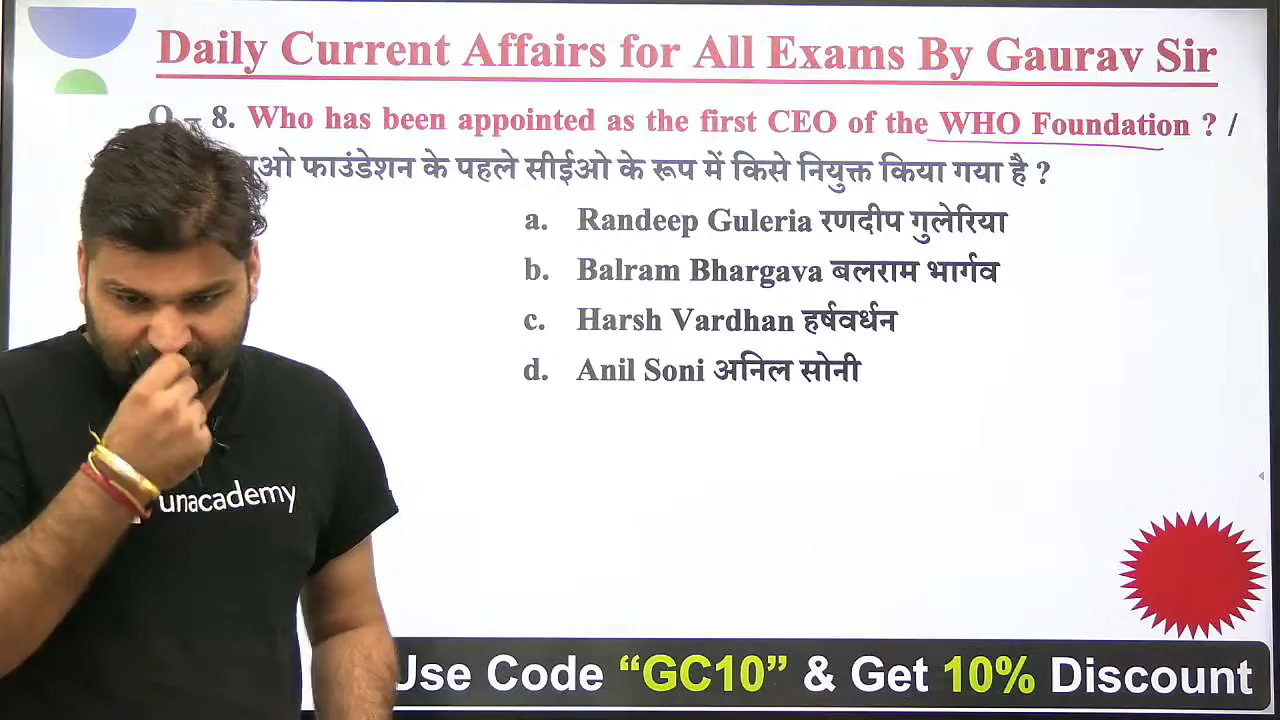 Daily Current Affairs for All Exams By Gaurav Sir
Q – 8. Who has been appointed as the first CEO of the WHO Foundation ? /
फाउंडेशन के पहले सीईओ के रूप में किसे नियुक्त किया गया है ?
a. Randeep Guleria रणदीप गुलेरिया
b. Balram Bhargava बलराम भार्गव
c. Harsh Vardhan हर्षवर्धन
d. Anil Soni अनिल सोनी
unacademy
Use Code “GC10” & Get 10% Discount